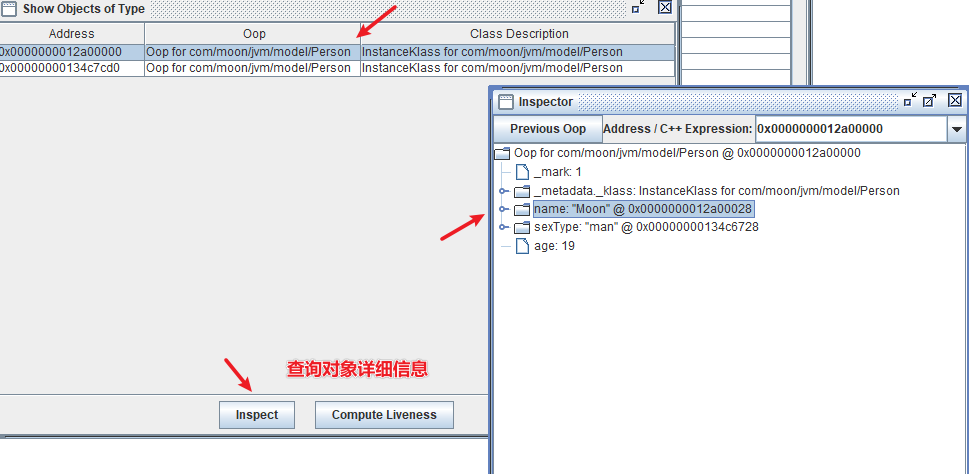 Show Objects of Type
Address Oop Class Description
0x0000000012a00000 Oop for com/moon/jvm/model/Person InstanceKlass for com/moon/jvm/model/Person
0x00000000134c7cd0 Oop for com/moon/jvm/model/Person InstanceKlass for com/moon/jvm/model/Person
Inspector
Previous Oop Address / C++ Expression: 0x0000000012a00000
Oop for com/moon/jvm/model/Person @ 0x0000000012a00000
_mark: 1
_metadata._klass: InstanceKlass for com/moon/jvm/model/Person
name: "Moon" @ 0x0000000012a00028
sexType: "man" @ 0x00000000134c6728
age: 19
查询对象详细信息
Inspect Compute Liveness